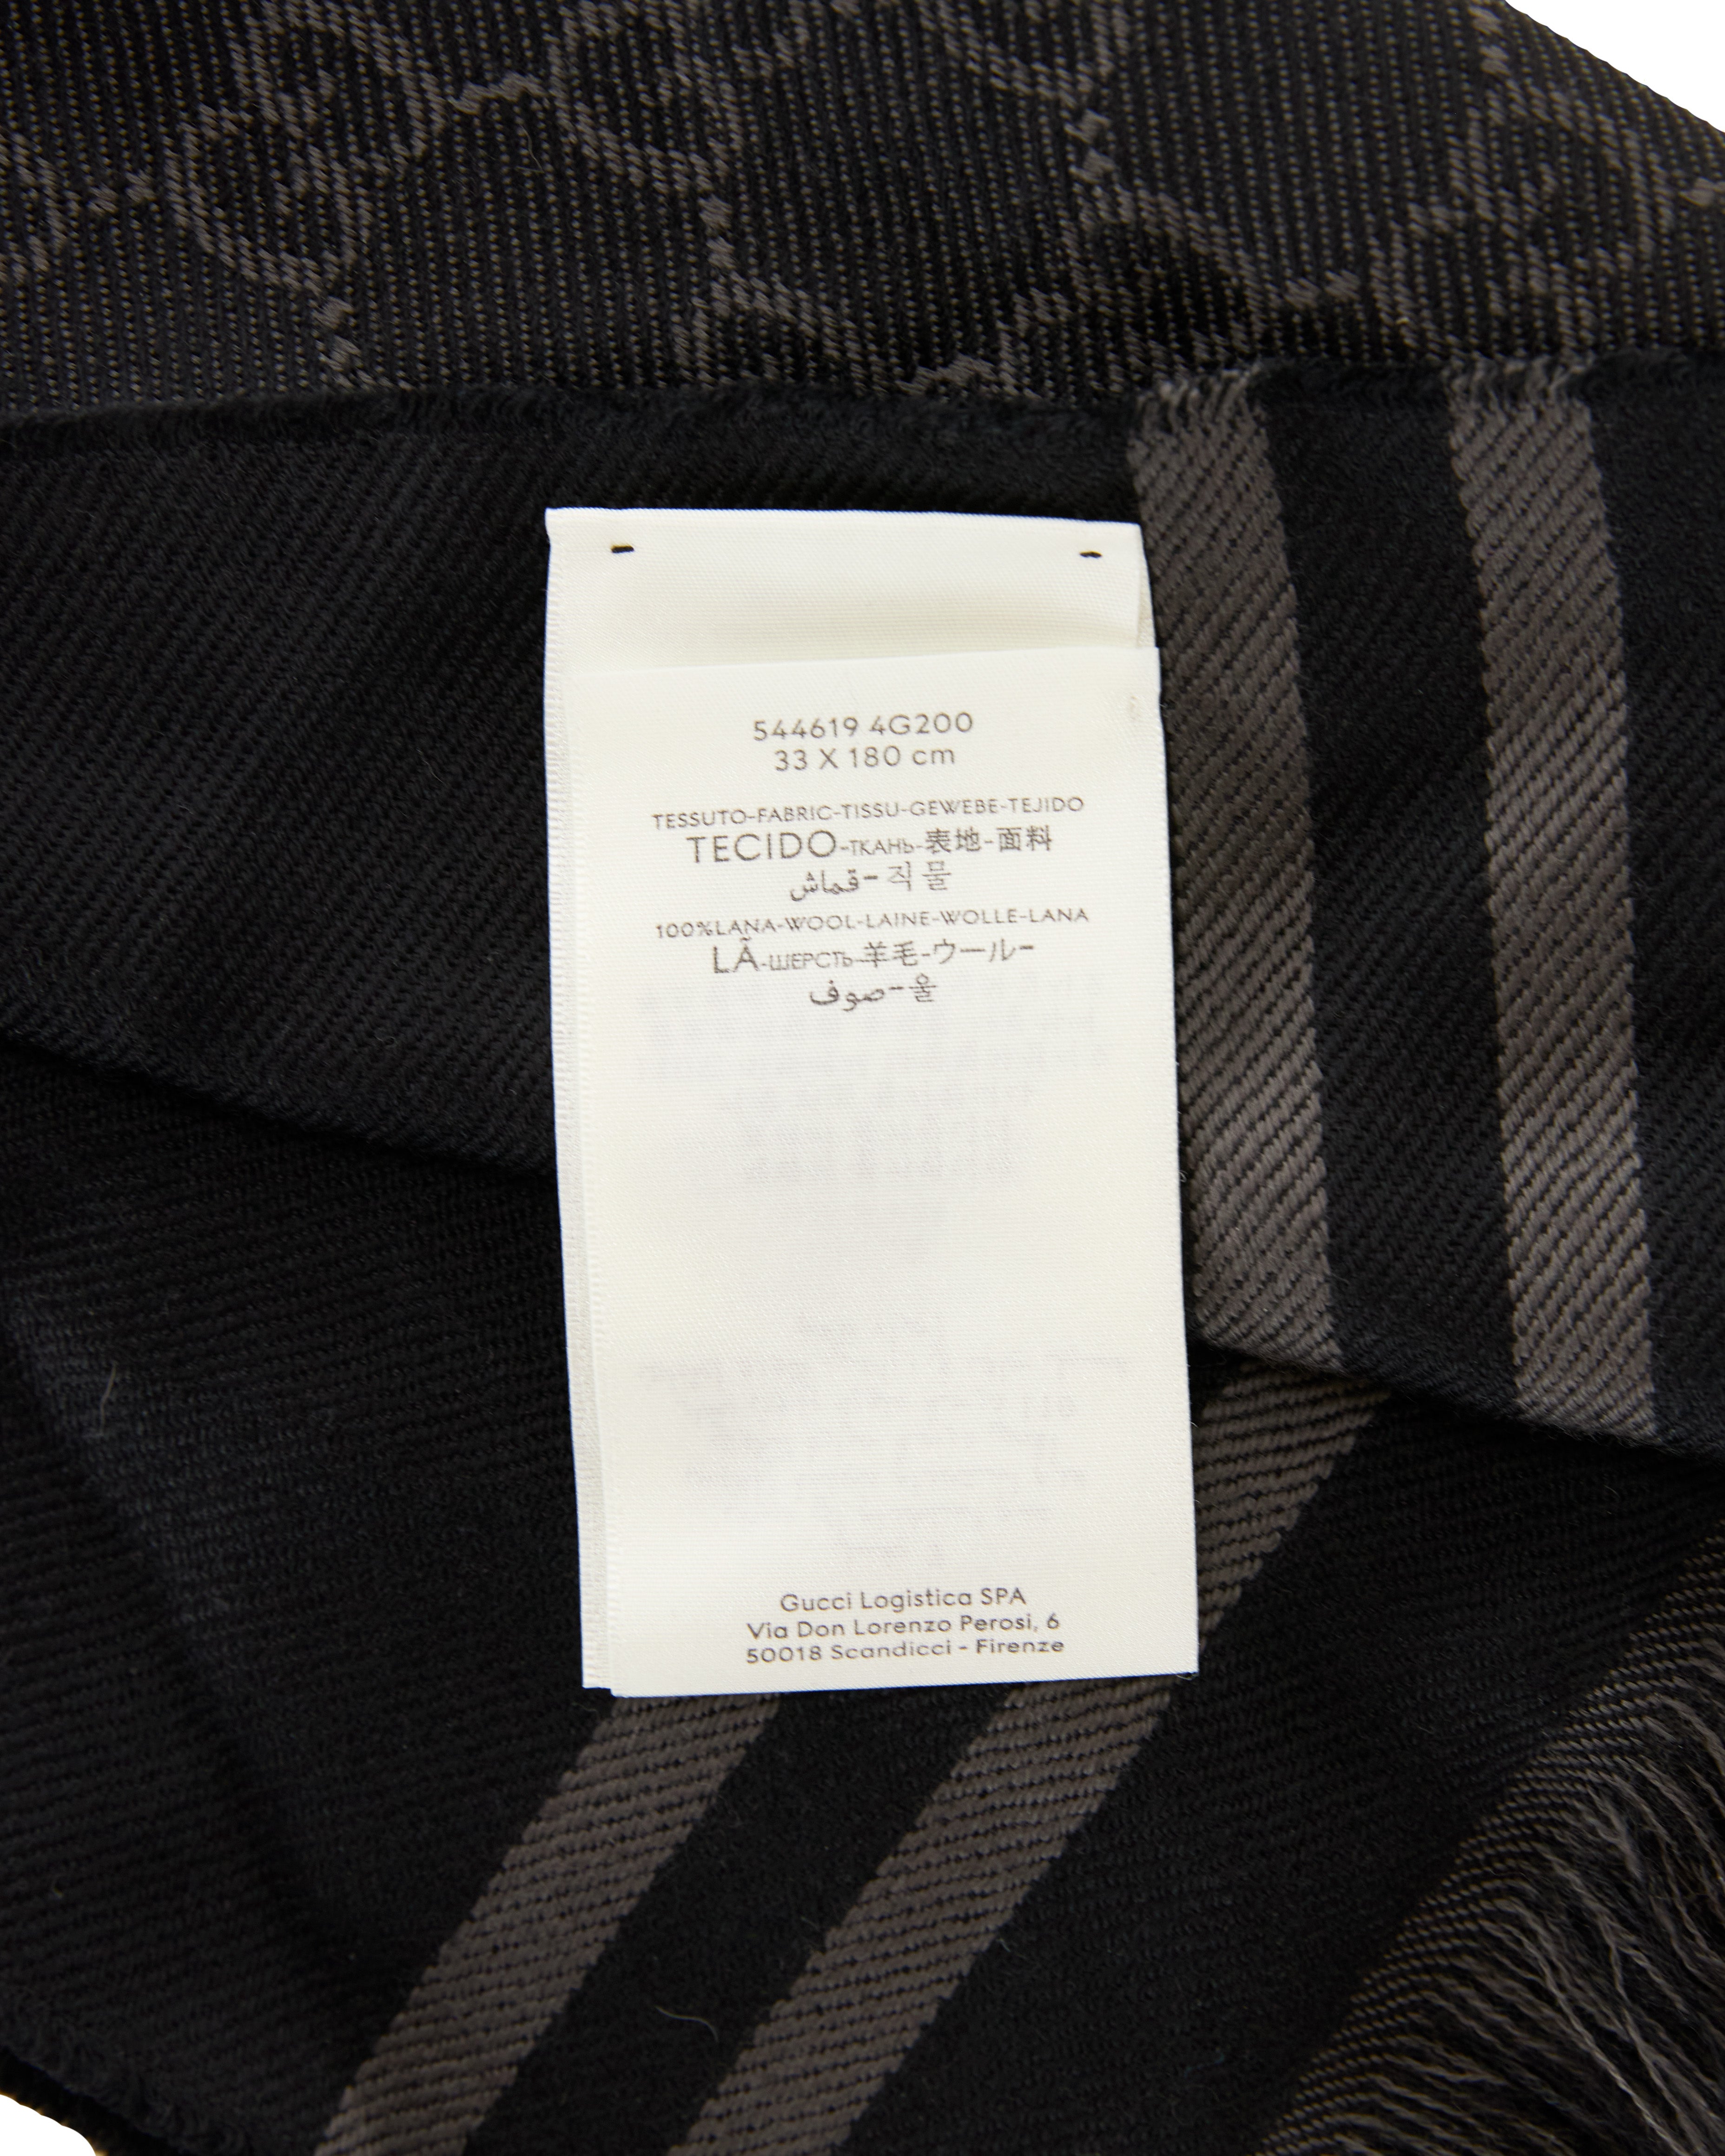 544619 4G200
33 X 180 cm
TESSUTO-FABRIC-TISSU-GEWEBE-TEJIDO
TECIDO-ТКАНЬ-表地-面料
قماش-직물
100%LANA-WOOL-LAINE-WOLLE-LANA
LÃ-ШЕРСТЬ-羊毛-ウール-
صوف-울
Gucci Logistica SPA
Via Don Lorenzo Perosi, 6
50018 Scandicci - Firenze